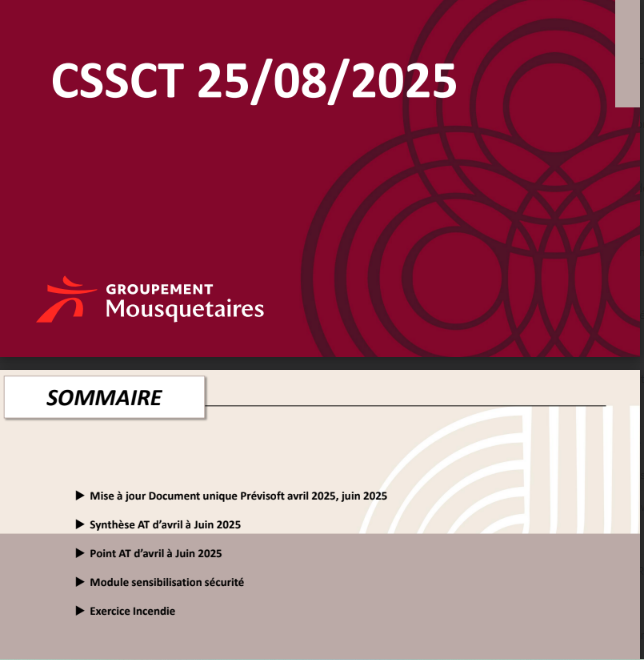 CSSCT 25/08/2025
GROUPEMENT
Mousquetaires
SOMMAIRE
Mise à jour Document unique Prévisoft avril 2025, juin 2025
Synthèse AT d'avril à Juin 2025
Point AT d'avril à Juin 2025
Module sensibilisation sécurité
Exercice Incendie